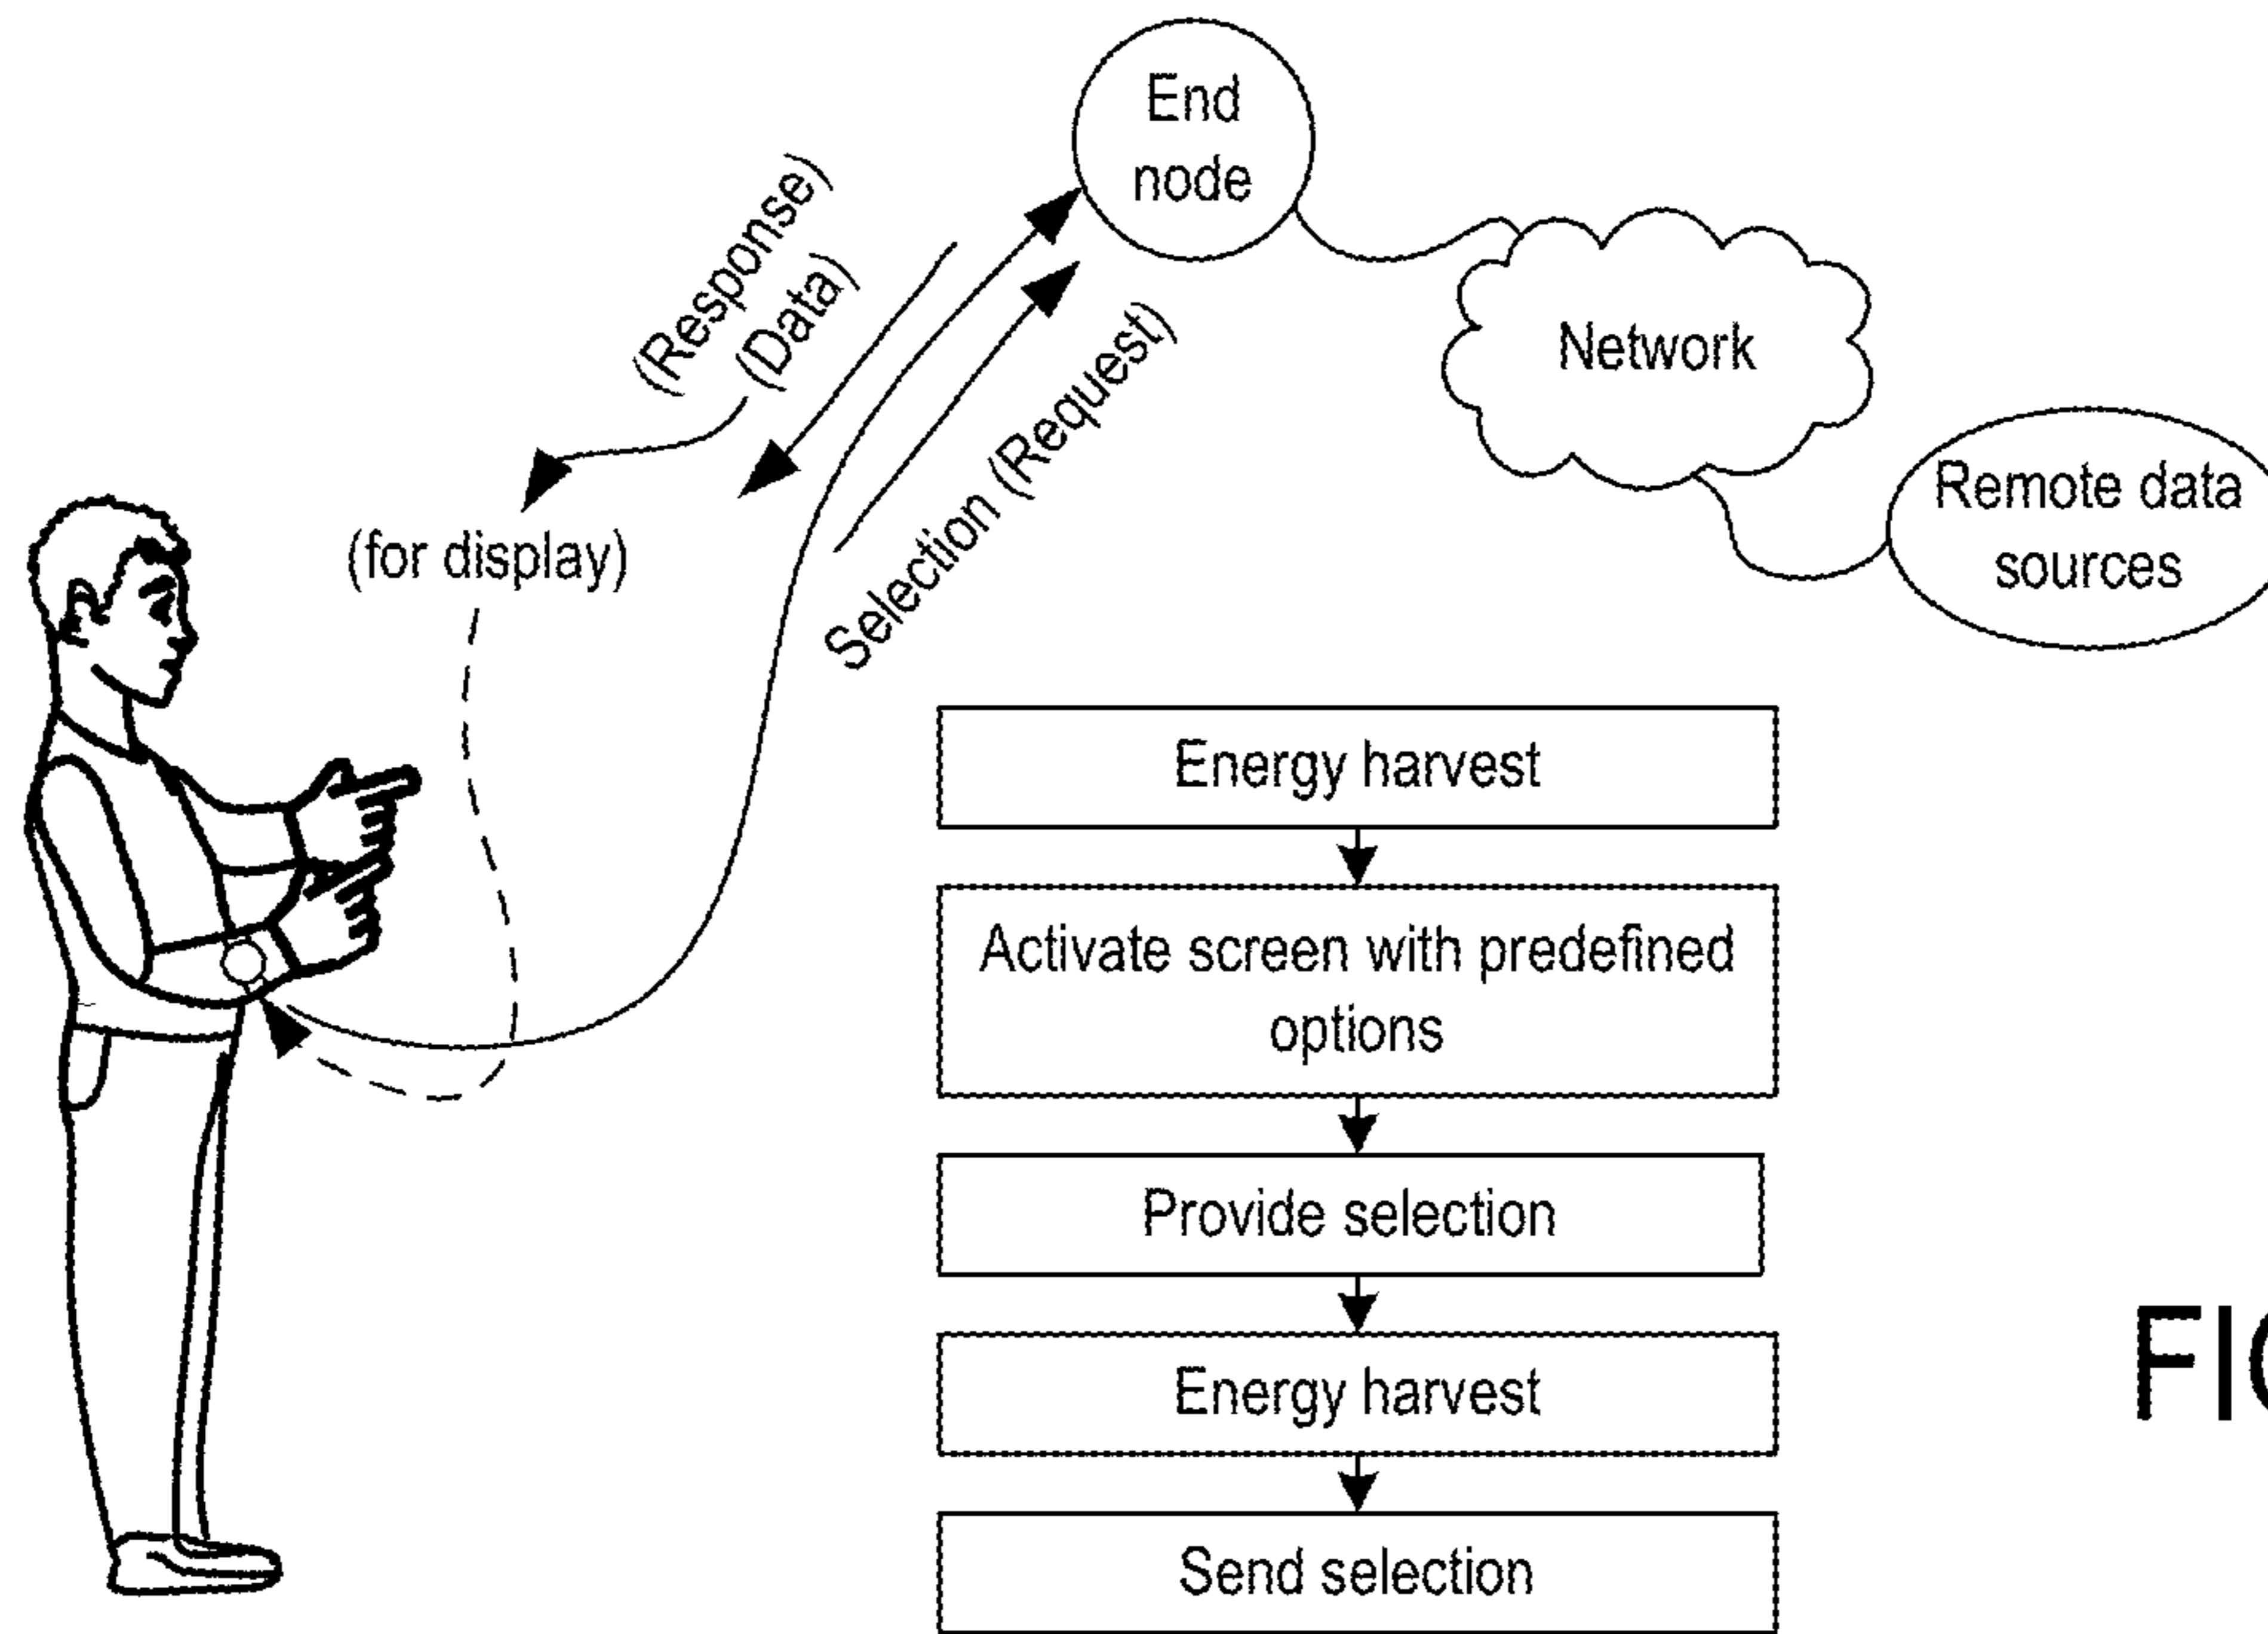 End
node
(Response)
(Data)
Selection (Request)
Network
Remote data
sources
(for display)
Energy harvest
Activate screen with predefined
options
Provide selection
Energy harvest
Send selection